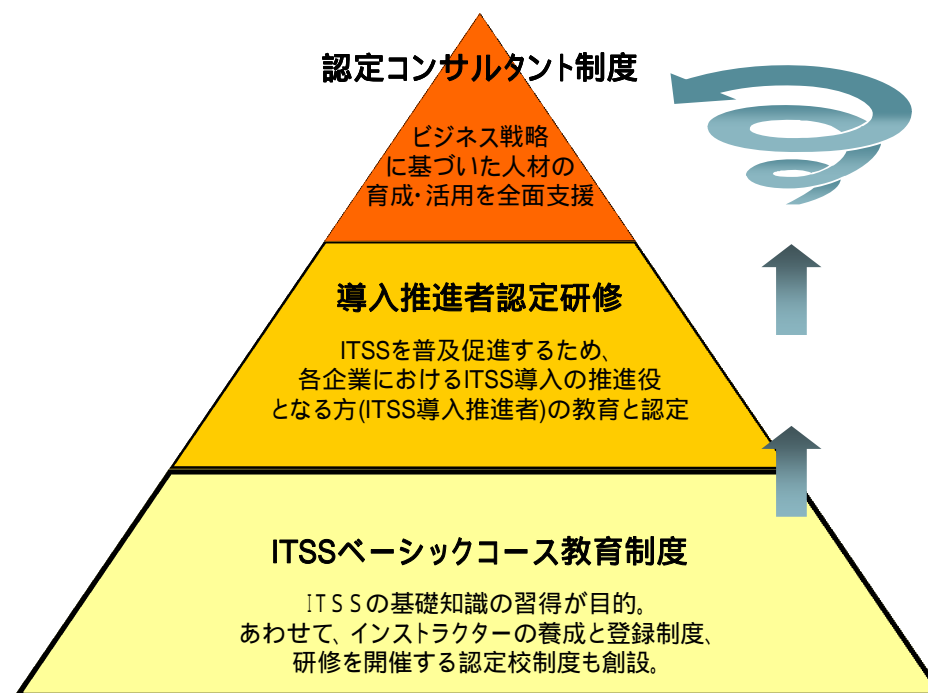 認定コンサルタント制度
ビジネス戦略
に基づいた人材の
育成・活用を全面支援
導入推進者認定研修
ITSSを普及促進するため、
各企業におけるITSS導入の推進役
となる方(ITSS導入推進者)の教育と認定
ITSSベーシックコース教育制度
ITSSの基礎知識の習得が目的。
あわせて、インストラクターの養成と登録制度、
研修を開催する認定校制度も創設。